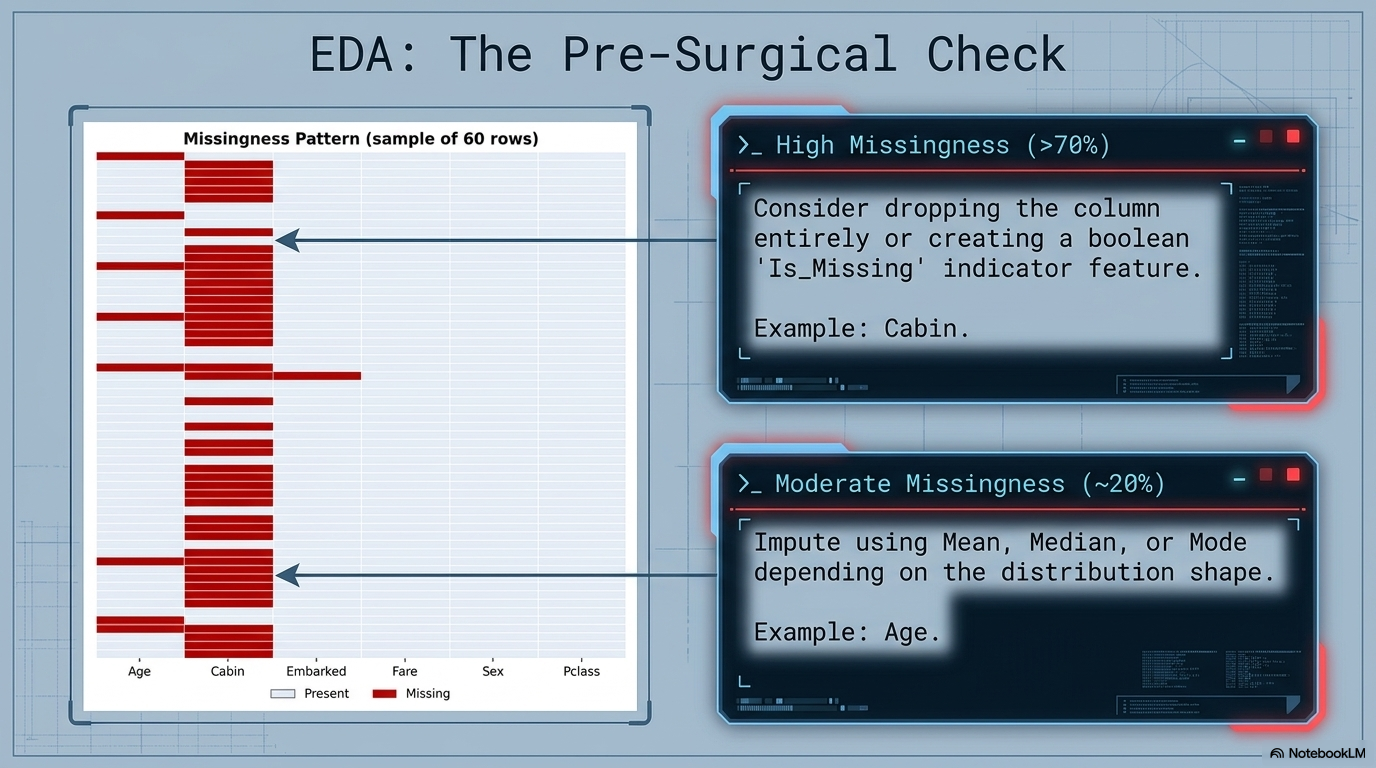 EDA: The Pre-Surgical Check
Missingness Pattern (sample of 60 rows)
Age Cabin Embarked Fare Sex Pclass
Present Missing
>_ High Missingness (>70%)
Consider dropping the column
entirely or creating a boolean
'Is_Missing' indicator feature.
Example: Cabin.
>_ Moderate Missingness (~20%)
Impute using Mean, Median, or Mode
depending on the distribution shape.
Example: Age.
NotebookLM